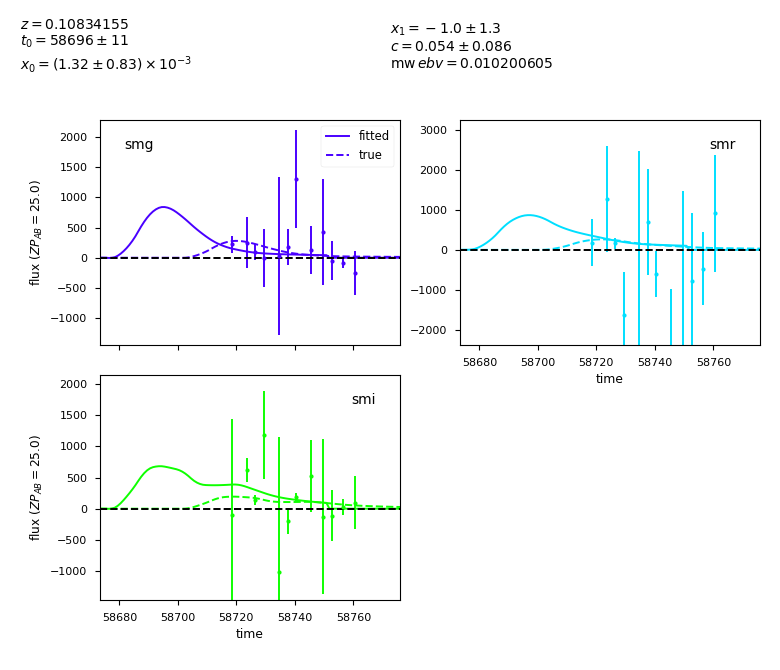 z = 0.10834155
t₀ = 58696 ± 11
x₀ = (1.32 ± 0.83) × 10⁻³
x₁ = −1.0 ± 1.3
c = 0.054 ± 0.086
mw ebv = 0.010200605
smg
fitted
true
2000
1500
1000
500
0
−500
−1000
flux (ZP_AB = 25.0)
smr
3000
2000
1000
0
−1000
−2000
58680 58700 58720 58740 58760
time
smi
2000
1500
1000
500
0
−500
−1000
flux (ZP_AB = 25.0)
58680 58700 58720 58740 58760
time